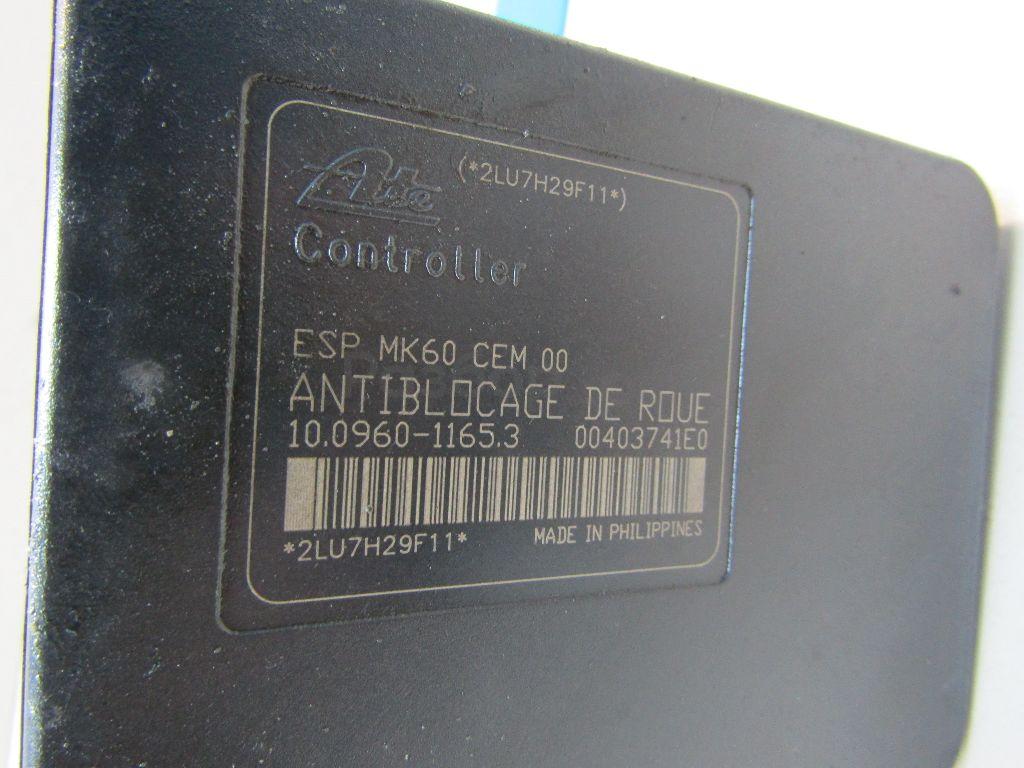 Ate (*2LU7H29F11*)
Controller
ESP MK60 CEM 00
ANTIBLOCAGE DE ROUE
10.0960-1165.3 00403741E0
*2LU7H29F11* MADE IN PHILIPPINES